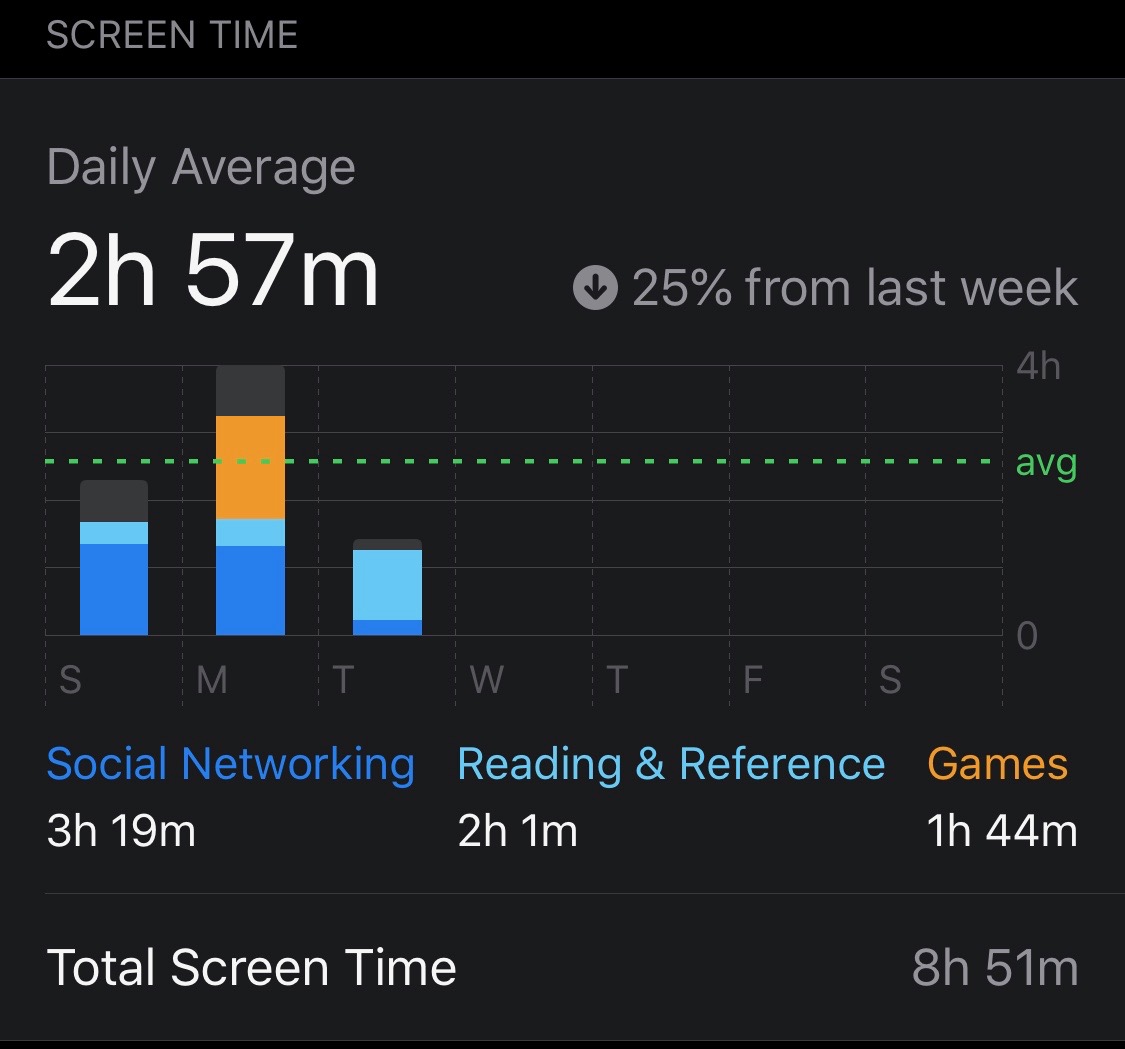 SCREEN TIME
Daily Average
2h 57m
25% from last week
4h
avg
0
S M T W T F S
Social Networking Reading & Reference Games
3h 19m 2h 1m 1h 44m
Total Screen Time 8h 51m